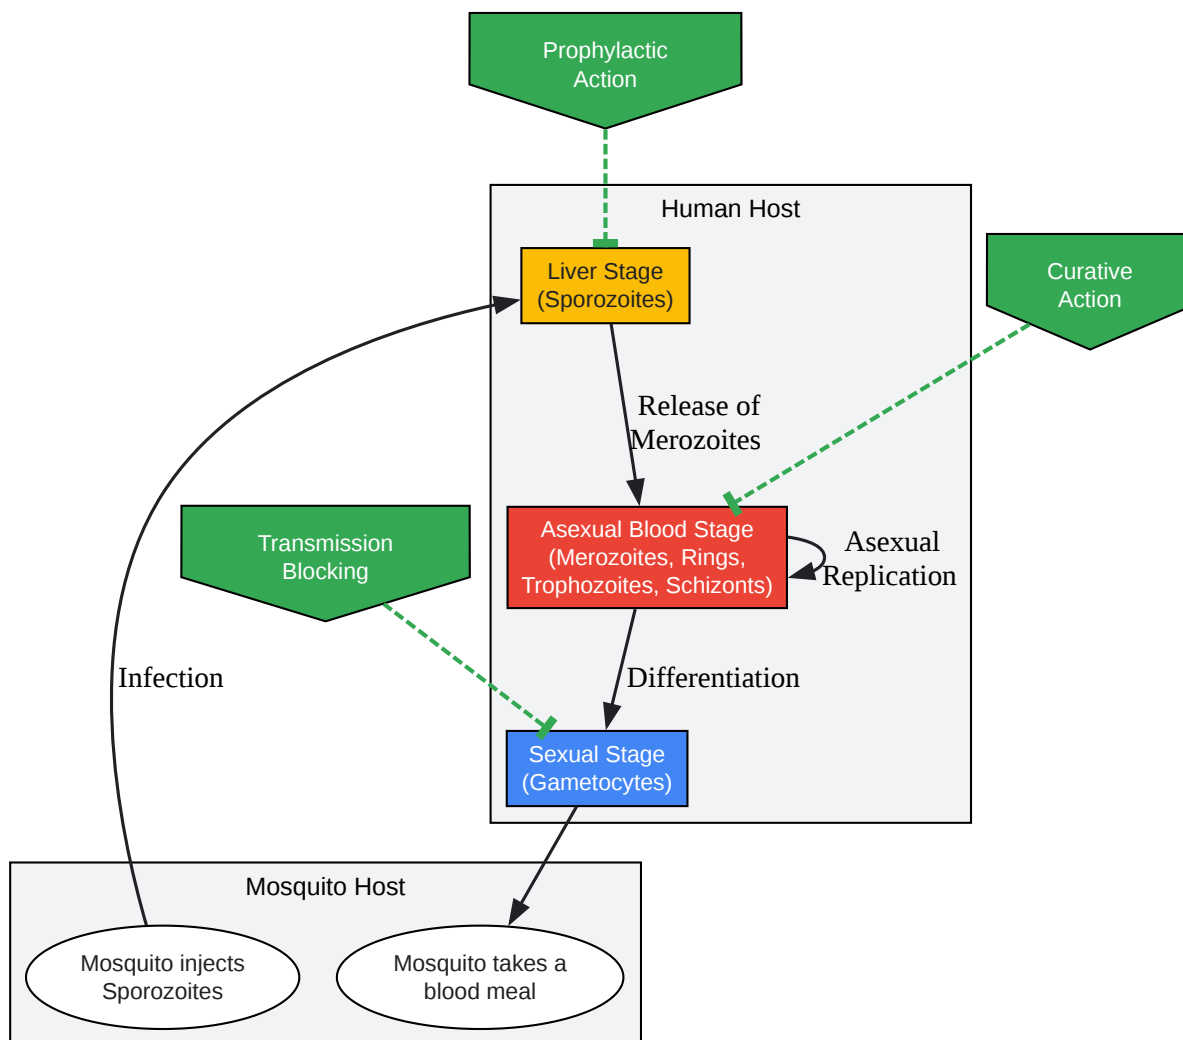 Prophylactic
Action
Human Host
Liver Stage
(Sporozoites)
Curative
Action
Release of
Merozoites
Transmission
Blocking
Asexual Blood Stage
(Merozoites, Rings,
Trophozoites, Schizonts)
Asexual
Replication
Infection
Differentiation
Sexual Stage
(Gametocytes)
Mosquito Host
Mosquito injects
Sporozoites
Mosquito takes a
blood meal